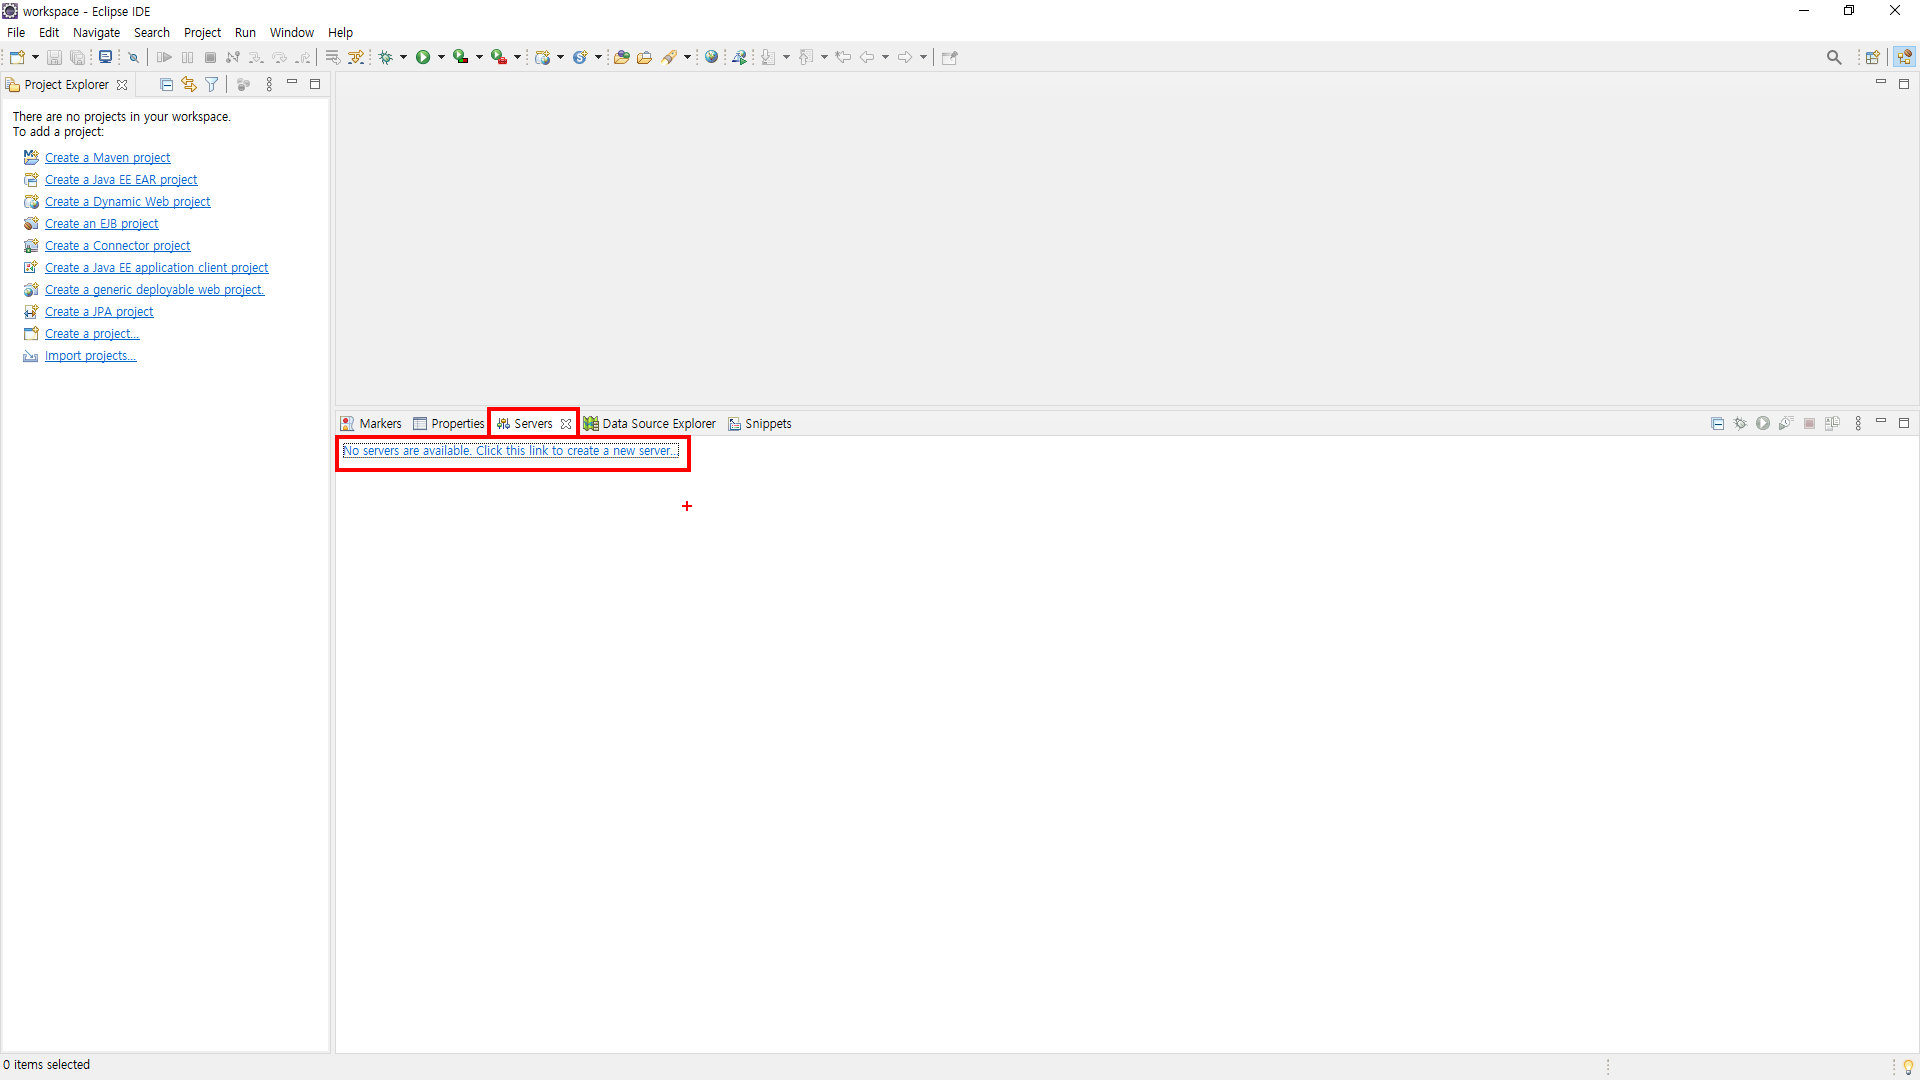 workspace - Eclipse IDE
File Edit Navigate Search Project Run Window Help
Project Explorer
There are no projects in your workspace.
To add a project:
Create a Maven project
Create a Java EE EAR project
Create a Dynamic Web project
Create an EJB project
Create a Connector project
Create a Java EE application client project
Create a generic deployable web project.
Create a JPA project
Create a project...
Import projects...
Markers Properties Servers Data Source Explorer Snippets
No servers are available. Click this link to create a new server...
0 items selected